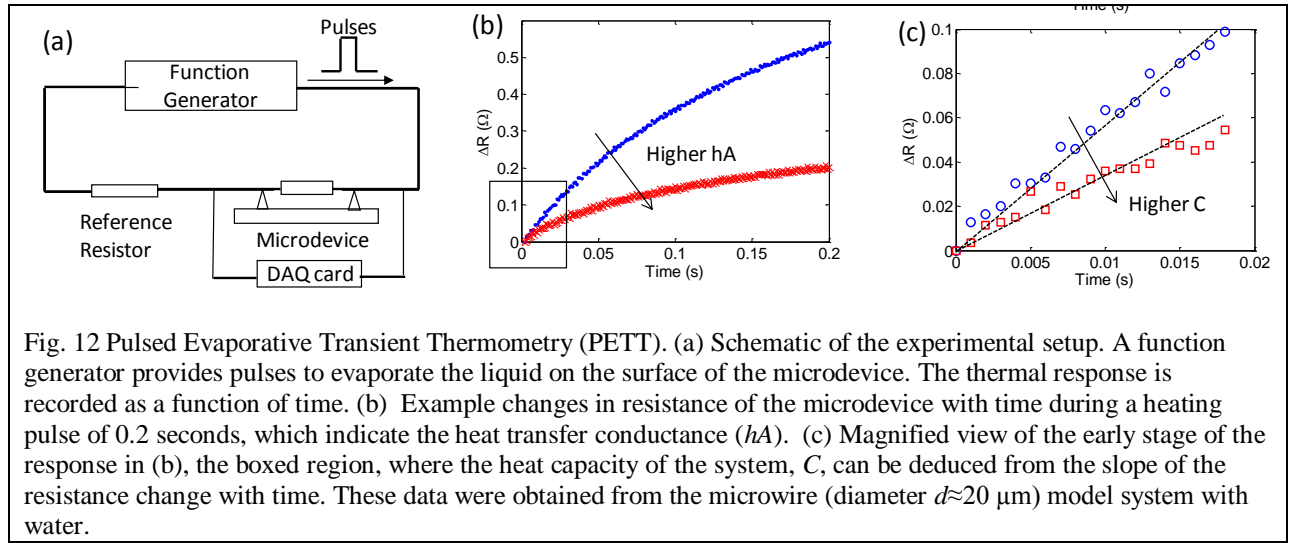 Time (s)
(a)
Pulses
Function
Generator
Reference
Resistor
Microdevice
DAQ card
(b)
0.5
0.4
0.3
0.2
0.1
0
ΔR (Ω)
Higher hA
0
0.05
0.1
0.15
0.2
Time (s)
(c)
0.1
0.08
0.06
0.04
0.02
0
ΔR (Ω)
Higher C
0
0.005
0.01
0.015
0.02
Time (s)
Fig. 12 Pulsed Evaporative Transient Thermometry (PETT). (a) Schematic of the experimental setup. A function
generator provides pulses to evaporate the liquid on the surface of the microdevice. The thermal response is
recorded as a function of time. (b) Example changes in resistance of the microdevice with time during a heating
pulse of 0.2 seconds, which indicate the heat transfer conductance (hA). (c) Magnified view of the early stage of the
response in (b), the boxed region, where the heat capacity of the system, C, can be deduced from the slope of the
resistance change with time. These data were obtained from the microwire (diameter d≈20 μm) model system with
water.